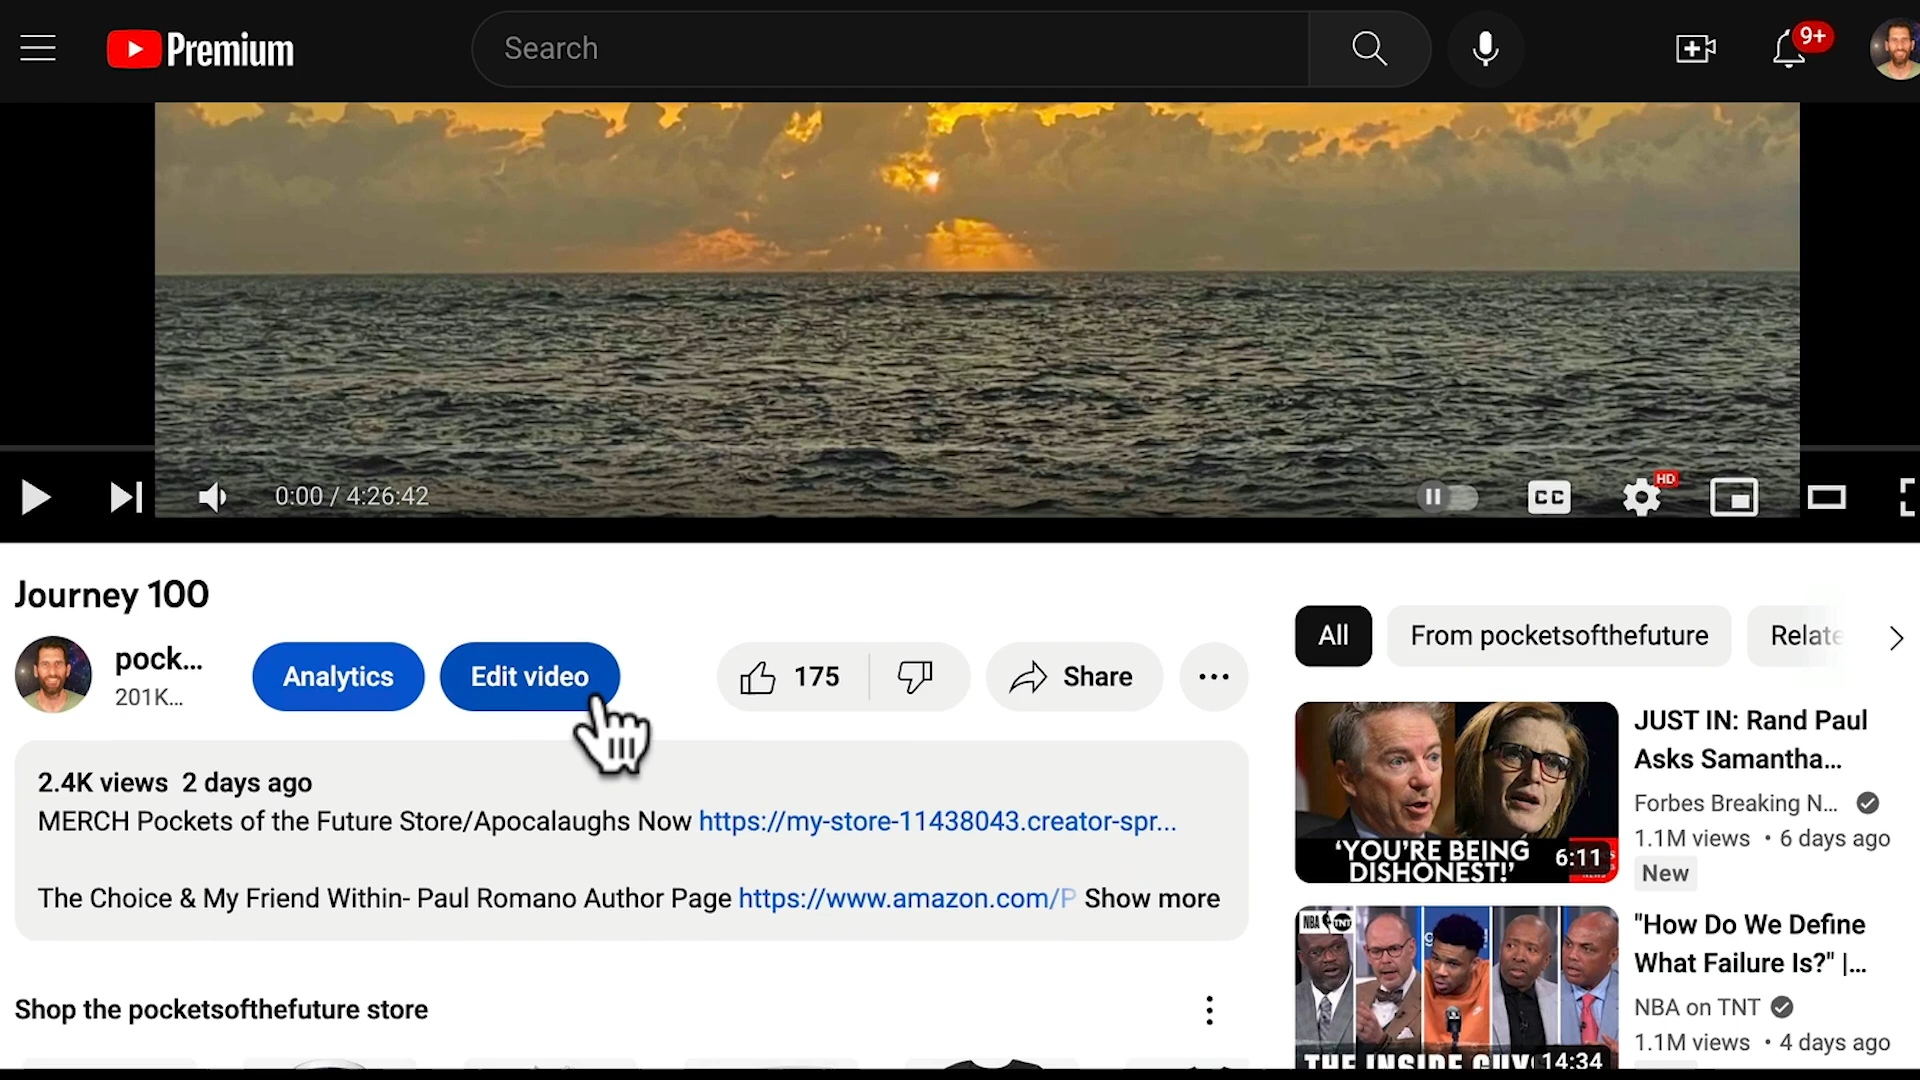 Premium
Search
9+
0:00 / 4:26:42
CC
HD
Journey 100
pock...
201K...
Analytics
Edit video
175
Share
2.4K views 2 days ago
MERCH Pockets of the Future Store/Apocalaughs Now https://my-store-11438043.creator-spr...
The Choice & My Friend Within- Paul Romano Author Page https://www.amazon.com/P Show more
Shop the pocketsofthefuture store
All
From pocketsofthefuture
Relate
'YOU'RE BEING
DISHONEST!'
6:11
JUST IN: Rand Paul
Asks Samantha...
Forbes Breaking N...
1.1M views • 6 days ago
New
NBA TNT
THE INSIDE GUY
14:34
"How Do We Define
What Failure Is?" |...
NBA on TNT
1.1M views • 4 days ago